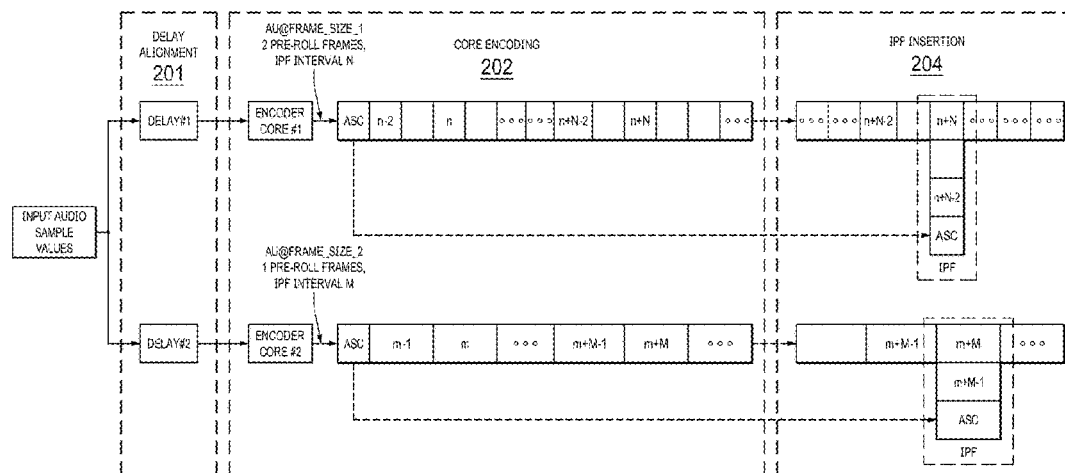 DELAY
ALIGNMENT
201
AU@FRAME_SIZE_1
2 PRE-ROLL FRAMES,
IPF INTERVAL N
CORE ENCODING
202
IPF INSERTION
204
DELAY#1
ENCODER
CORE #1
ASC
n-2
n
n+N-2
n+N
n+N-2
n+N
n+N-2
ASC
IPF
INPUT AUDIO
SAMPLE
VALUES
AU@FRAME_SIZE_2
1 PRE-ROLL FRAMES,
IPF INTERVAL M
DELAY#2
ENCODER
CORE #2
ASC
m-1
m
m+M-1
m+M
m+M-1
m+M
m+M-1
ASC
IPF